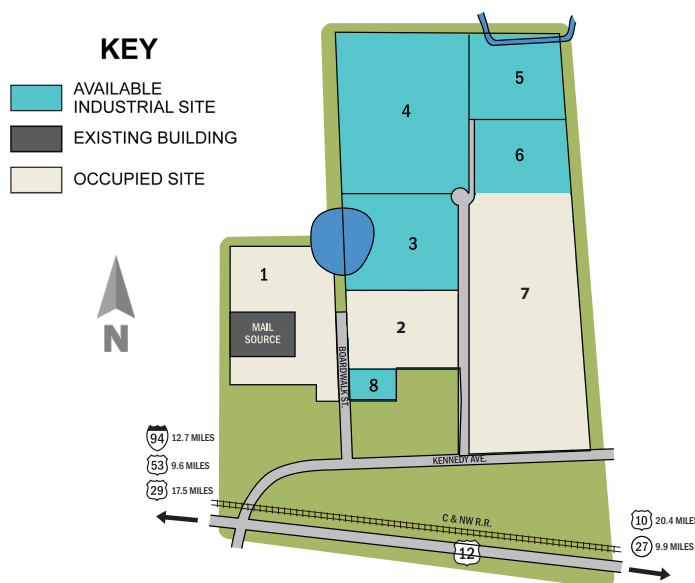 KEY
AVAILABLE
INDUSTRIAL SITE
EXISTING BUILDING
OCCUPIED SITE
N
4
5
6
3
1
7
2
MAIL
SOURCE
8
BOARDWALK ST.
KENNEDY AVE.
94 12.7 MILES
53 9.6 MILES
29 17.5 MILES
C & NW R.R.
12
10 20.4 MILES
27 9.9 MILES